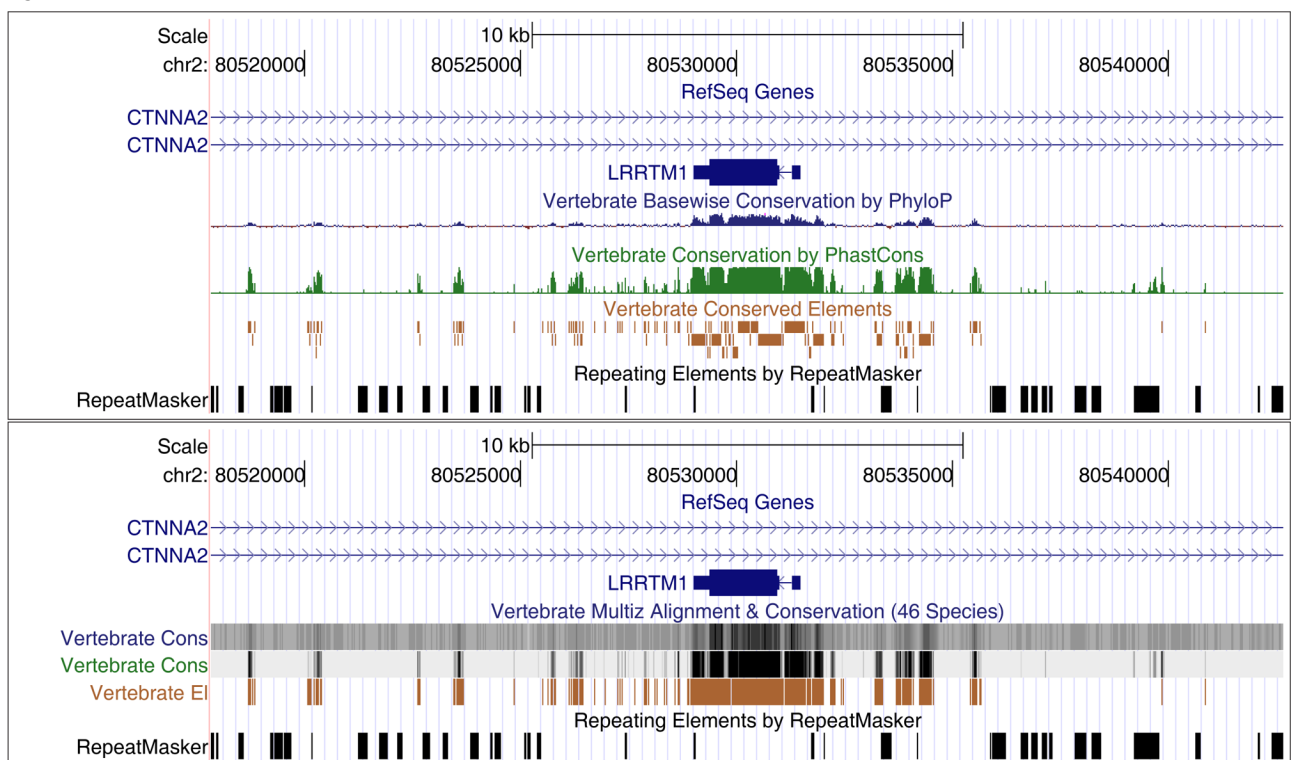 Scale 10 kb
chr2: 80520000 80525000 80530000 80535000 80540000
RefSeq Genes
CTNNA2
CTNNA2
LRRTM1
Vertebrate Basewise Conservation by PhyloP
Vertebrate Conservation by PhastCons
Vertebrate Conserved Elements
Repeating Elements by RepeatMasker
RepeatMasker
Scale 10 kb
chr2: 80520000 80525000 80530000 80535000 80540000
RefSeq Genes
CTNNA2
CTNNA2
LRRTM1
Vertebrate Multiz Alignment & Conservation (46 Species)
Vertebrate Cons
Vertebrate Cons
Vertebrate El
Repeating Elements by RepeatMasker
RepeatMasker